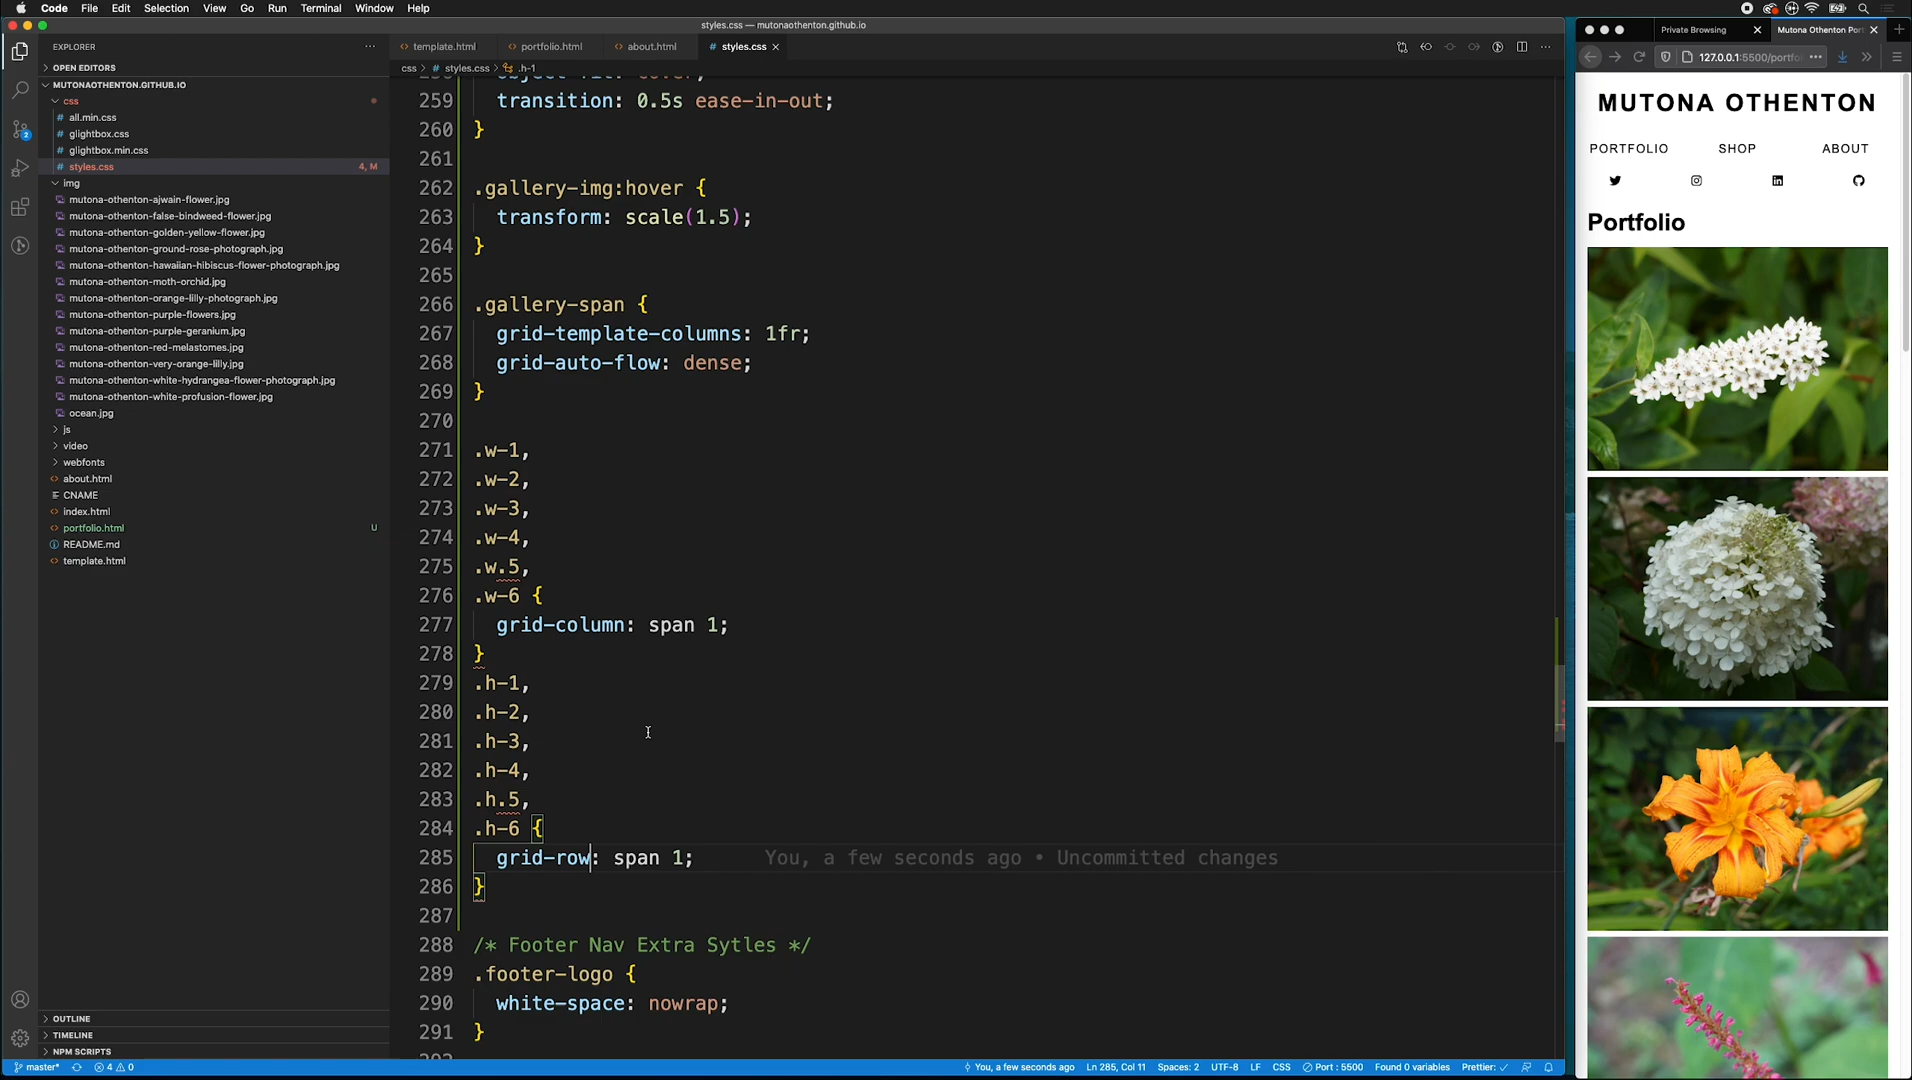 Code File Edit Selection View Go Run Terminal Window Help
styles.css — mutonaothenton.github.io
EXPLORER
OPEN EDITORS
MUTONAOTHENTON.GITHUB.IO
css
# all.min.css
# glightbox.css
# glightbox.min.css
# styles.css 4, M
img
mutona-othenton-ajwain-flower.jpg
mutona-othenton-false-bindweed-flower.jpg
mutona-othenton-golden-yellow-flower.jpg
mutona-othenton-ground-rose-photograph.jpg
mutona-othenton-hawaiian-hibiscus-flower-photograph.jpg
mutona-othenton-moth-orchid.jpg
mutona-othenton-orange-lilly-photograph.jpg
mutona-othenton-purple-flowers.jpg
mutona-othenton-purple-geranium.jpg
mutona-othenton-red-melastomes.jpg
mutona-othenton-very-orange-lilly.jpg
mutona-othenton-white-hydrangea-flower-photograph.jpg
mutona-othenton-white-profusion-flower.jpg
ocean.jpg
js
video
webfonts
about.html
CNAME
index.html
portfolio.html U
README.md
template.html
OUTLINE
TIMELINE
NPM SCRIPTS
2
template.html portfolio.html about.html # styles.css
css > # styles.css > .h-1
258 object-fit: cover;
259 transition: 0.5s ease-in-out;
260 }
261
262 .gallery-img:hover {
263 transform: scale(1.5);
264 }
265
266 .gallery-span {
267 grid-template-columns: 1fr;
268 grid-auto-flow: dense;
269 }
270
271 .w-1,
272 .w-2,
273 .w-3,
274 .w-4,
275 .w.5,
276 .w-6 {
277 grid-column: span 1;
278 }
279 .h-1,
280 .h-2,
281 .h-3,
282 .h-4,
283 .h.5,
284 .h-6 {
285 grid-row: span 1; You, a few seconds ago • Uncommitted changes
286 }
287
288 /* Footer Nav Extra Sytles */
289 .footer-logo {
290 white-space: nowrap;
291 }
master* 4 0 You, a few seconds ago Ln 285, Col 11 Spaces: 2 UTF-8 LF CSS Port : 5500 Found 0 variables Prettier: ✓
Private Browsing Mutona Othenton Por
127.0.0.1:5500/portfo
MUTONA OTHENTON
PORTFOLIO SHOP ABOUT
Portfolio